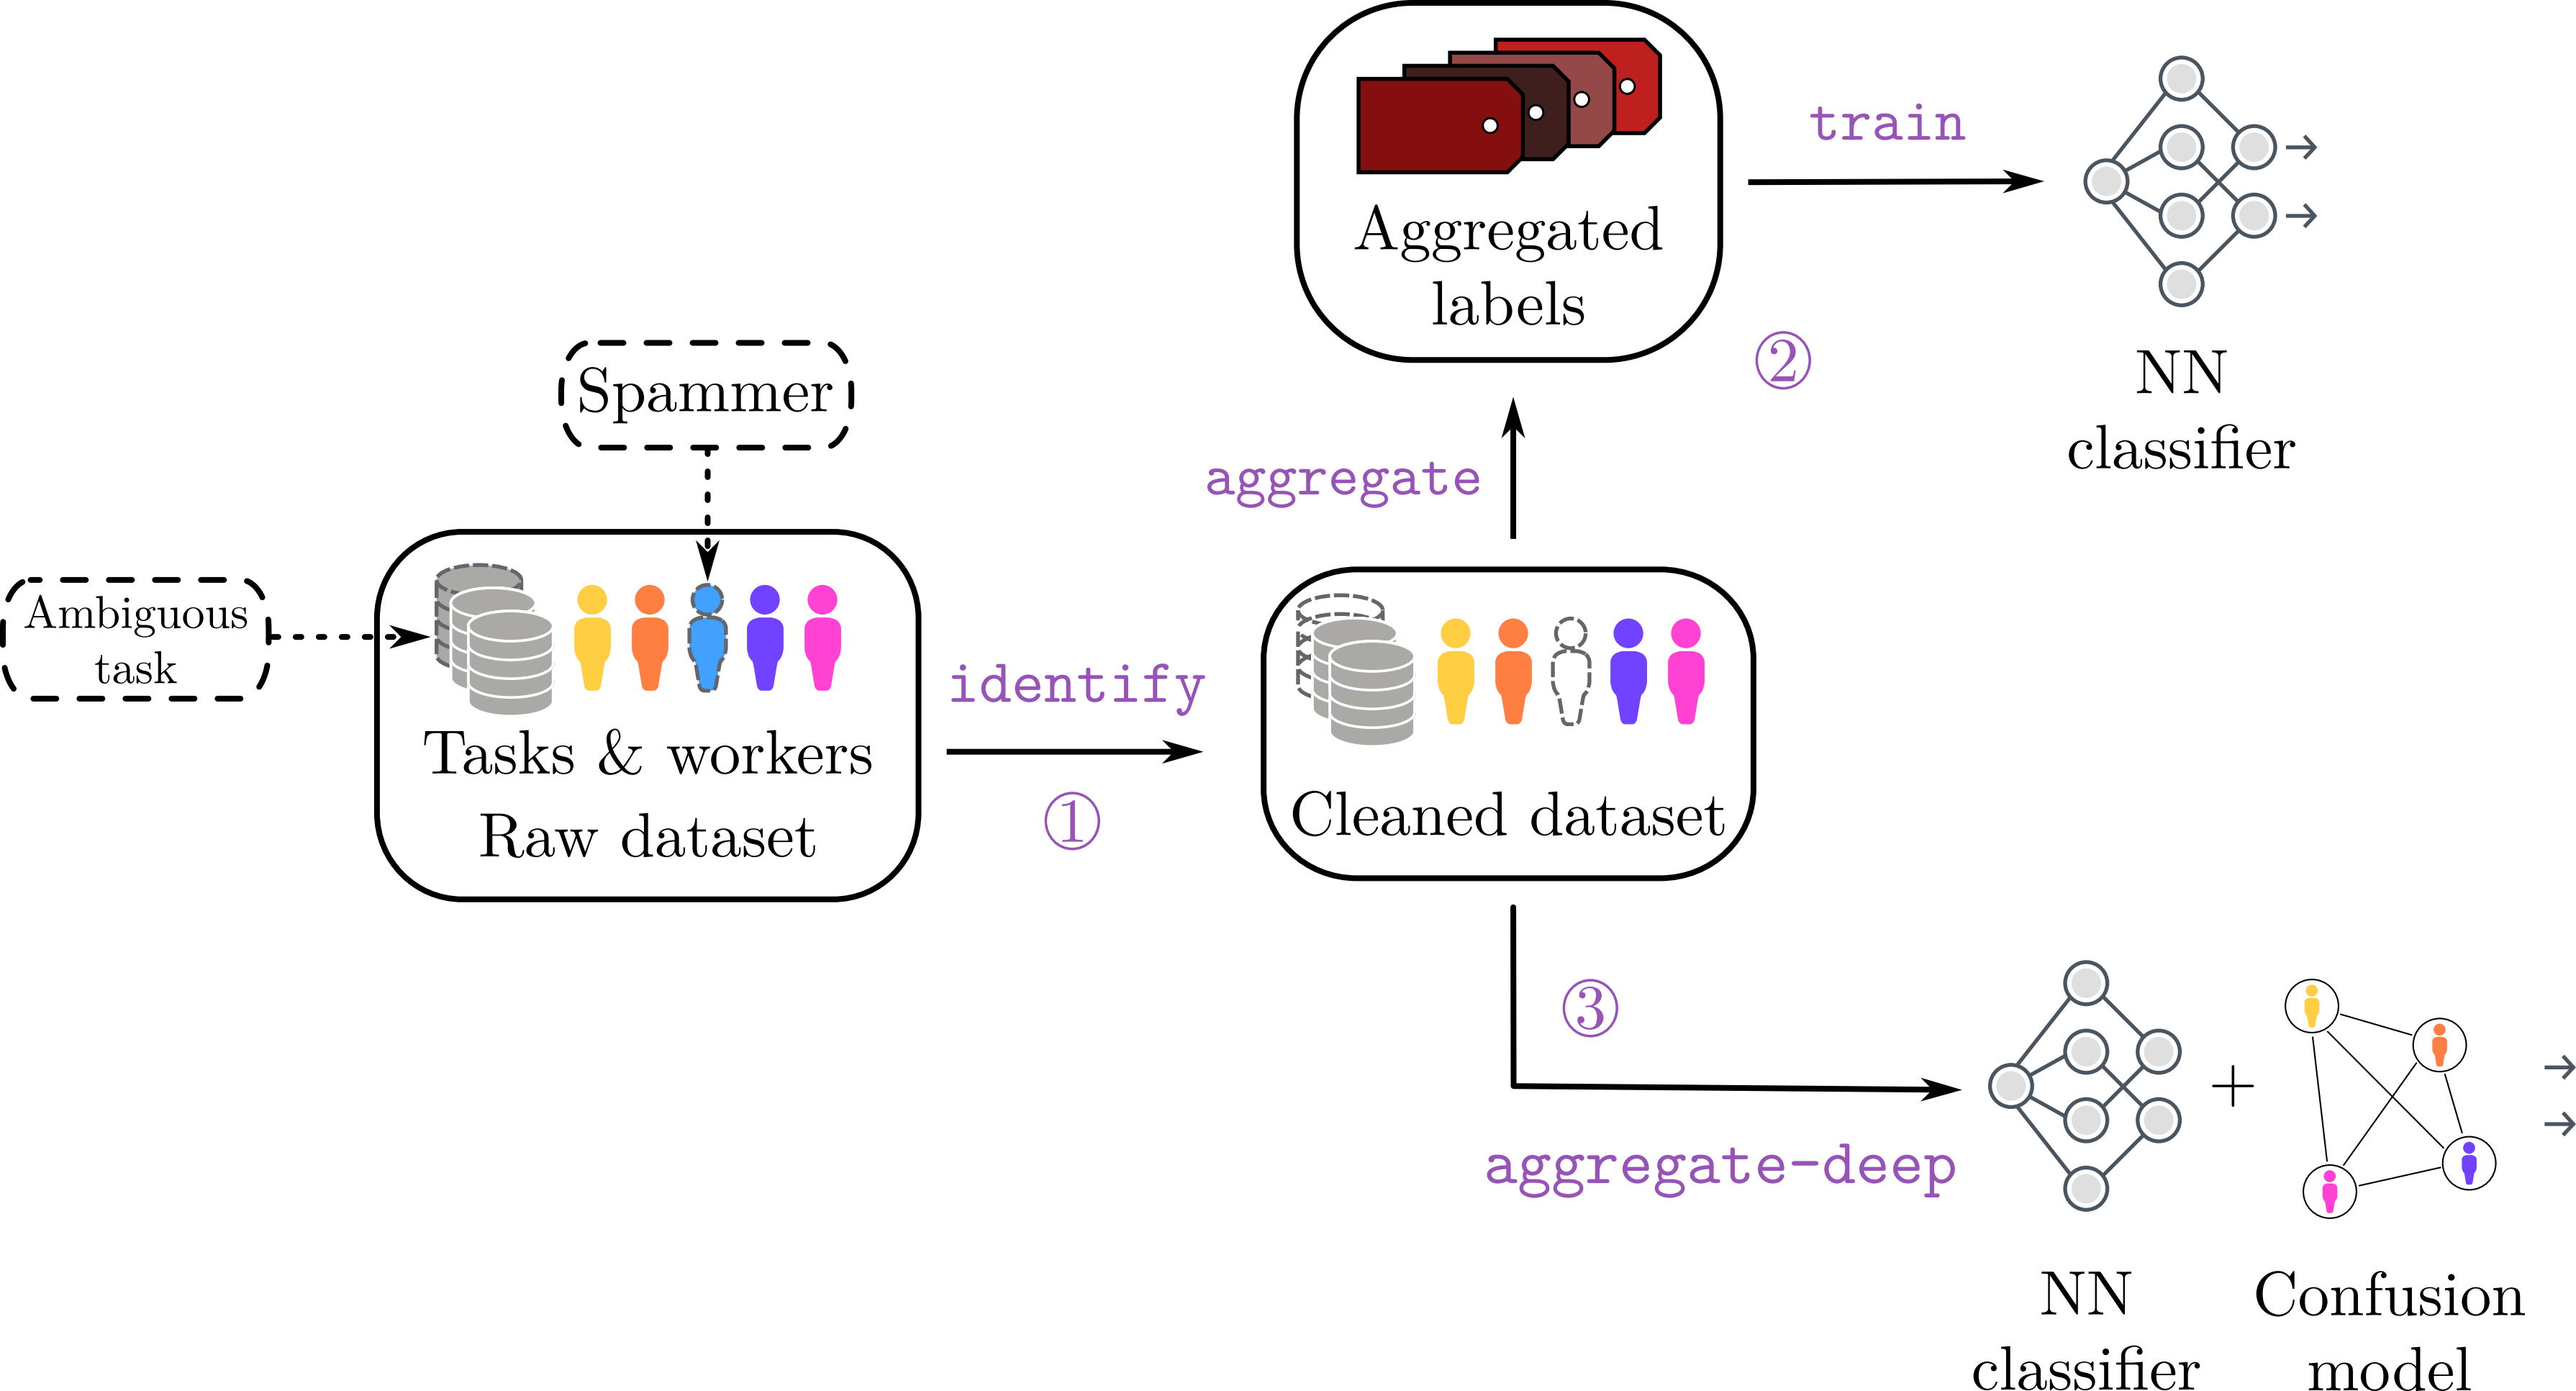 Aggregated
labels
train
②
NN
classifier
Spammer
aggregate
Ambiguous
task
Tasks & workers
Raw dataset
identify
①
Cleaned dataset
③
aggregate-deep
+
NN
classifier
Confusion
model